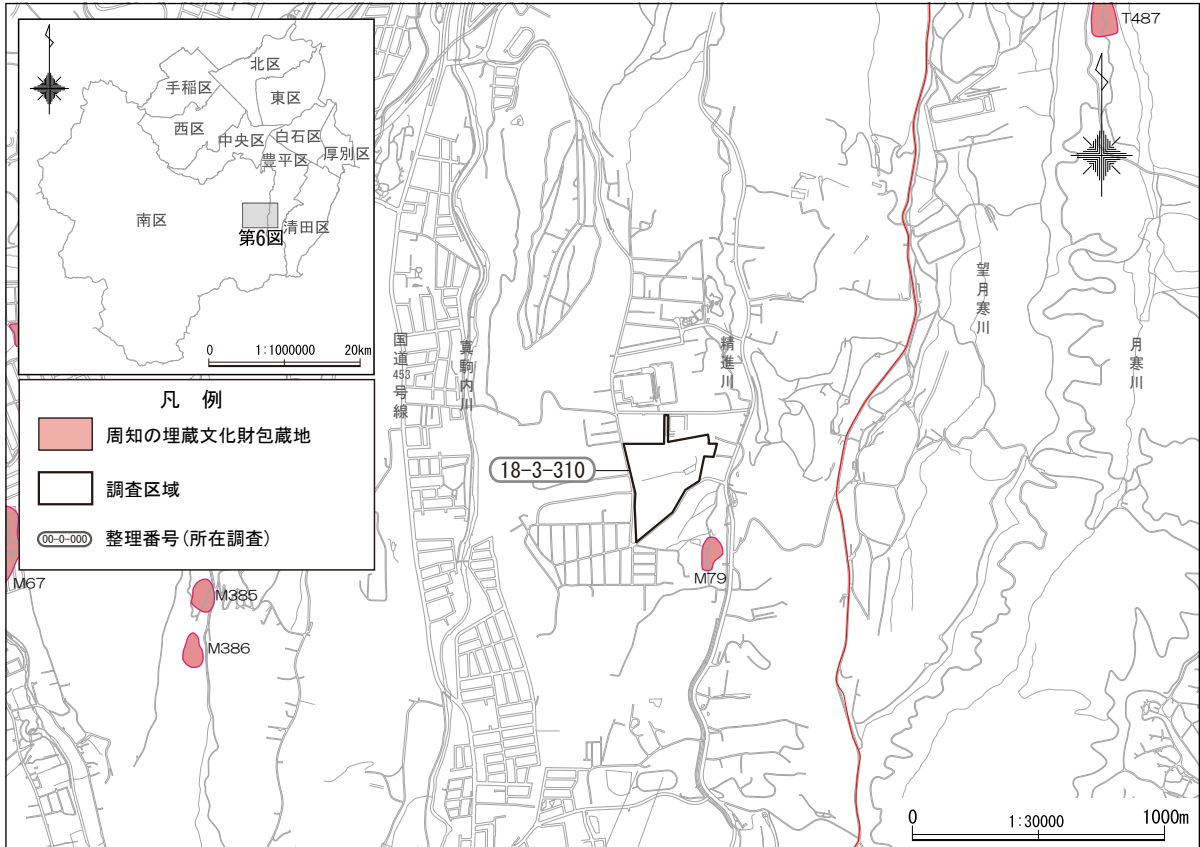 北区
手稲区
東区
西区
中央区
白石区
厚別区
豊平区
南区
清田区
第6図
0
1:1000000
20km
凡 例
周知の埋蔵文化財包蔵地
調査区域
00-0-000
整理番号(所在調査)
T487
望月寒川
月寒川
国道453号線
真駒内川
精進川
18-3-310
M79
M67
M385
M386
0
1:30000
1000m